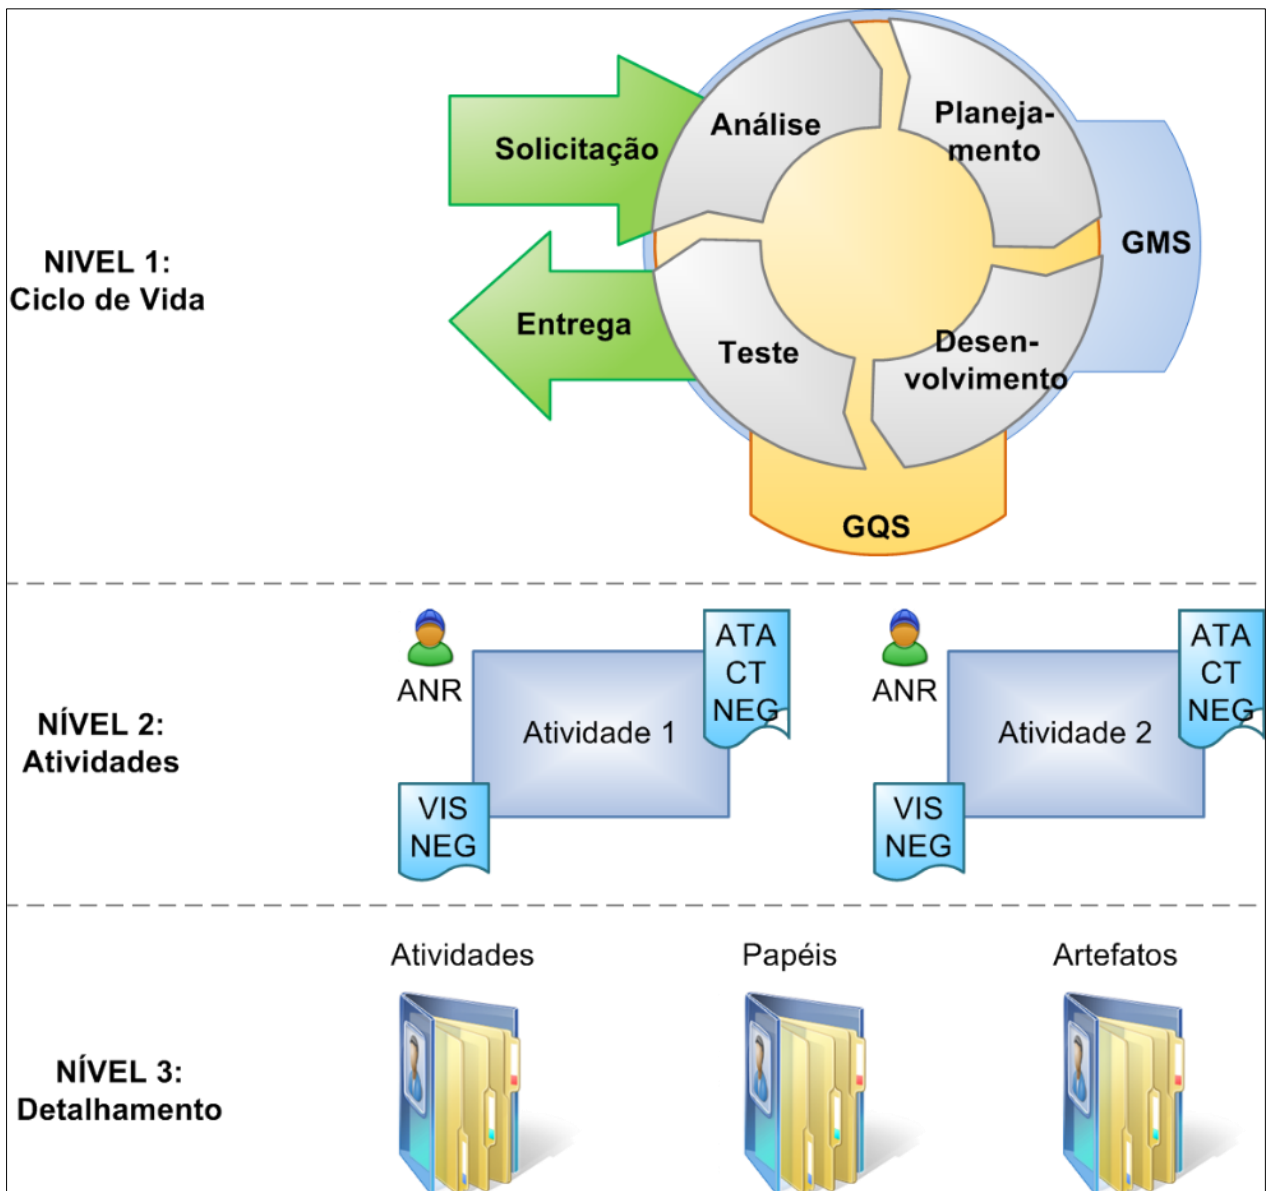 Solicitação
Análise
Planeja-
mento
GMS
NIVEL 1:
Ciclo de Vida
Entrega
Teste
Desen-
volvimento
GQS
NÍVEL 2:
Atividades
ANR
Atividade 1
ATA
CT
NEG
VIS
NEG
ANR
Atividade 2
ATA
CT
NEG
VIS
NEG
NÍVEL 3:
Detalhamento
Atividades
Papéis
Artefatos